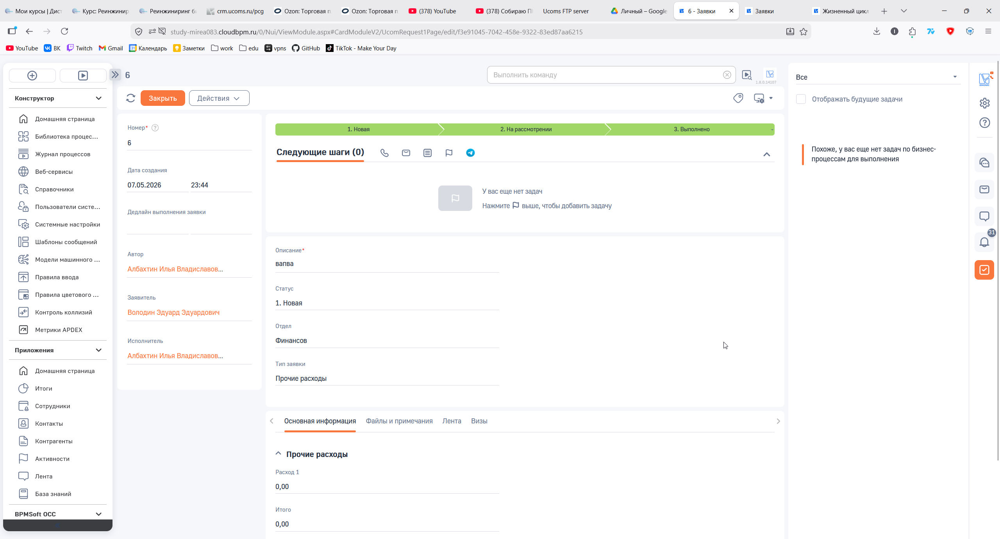 Мои курсы | Дист
Курс: Реинжинир
Реинжиниринг б
crm.ucoms.ru/pcg
Ozon: Торговая п
Ozon: Торговая п
(378) YouTube
(378) Собираю П
Ucoms FTP server
Личный – Google
6 - Заявки
Заявки
Жизненный цикл
study-mirea083.cloudbpm.ru/0/Nui/ViewModule.aspx#CardModuleV2/UcomRequest1Page/edit/f3e91045-7042-458e-9322-83ed87aa6215
YouTube
ВК
Twitch
Gmail
31 Календарь
Заметки
work
edu
vpns
GitHub
TikTok - Make Your Day
Конструктор
Домашняя страница
Библиотека процес...
Журнал процессов
Веб-сервисы
Справочники
Пользователи систе...
Системные настройки
Шаблоны сообщений
Модели машинного ...
Правила ввода
Правила цветового ...
Контроль коллизий
Метрики APDEX
Приложения
Домашняя страница
Итоги
Сотрудники
Контакты
Контрагенты
Активности
Лента
База знаний
BPMSoft ОСС
6
Выполнить команду
1.8.0.14107
Закрыть
Действия
Номер*
6
Дата создания
07.05.2026 23:44
Дедлайн выполнения заявки
Автор
Албахтин Илья Владиславов...
Заявитель
Володин Эдуард Эдуардович
Исполнитель
Албахтин Илья Владиславов...
1. Новая
2. На рассмотрении
3. Выполнено
Следующие шаги (0)
У вас еще нет задач
Нажмите выше, чтобы добавить задачу
Описание*
вапва
Статус
1. Новая
Отдел
Финансов
Тип заявки
Прочие расходы
Основная информация
Файлы и примечания
Лента
Визы
Прочие расходы
Расход 1
0,00
Итого
0,00
Все
Отображать будущие задачи
Похоже, у вас еще нет задач по бизнес-
процессам для выполнения
ЮКОМС
31